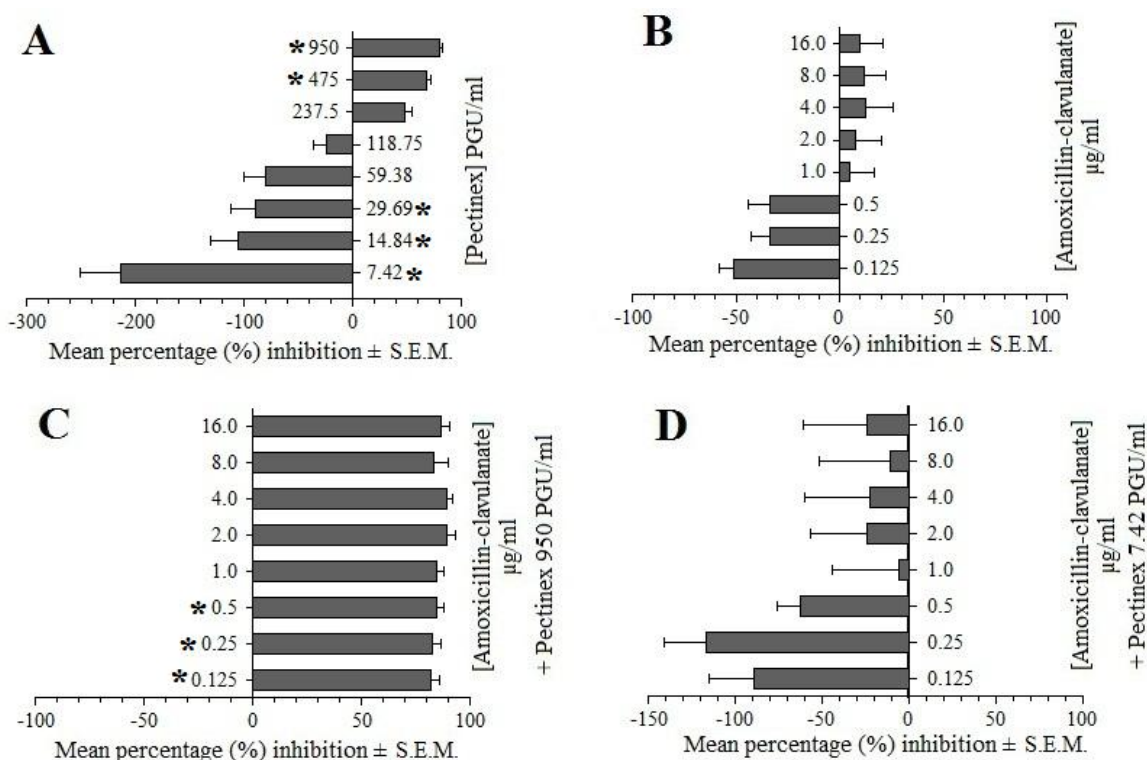 A
* 950
* 475
237.5
118.75
59.38
29.69 *
14.84 *
7.42 *
[Pectinex] PGU/ml
-300 -200 -100 0 100
Mean percentage (%) inhibition ± S.E.M.
B
16.0
8.0
4.0
2.0
1.0
0.5
0.25
0.125
[Amoxicillin-clavulanate]
µg/ml
-100 -50 0 50 100
Mean percentage (%) inhibition ± S.E.M.
C
16.0
8.0
4.0
2.0
1.0
* 0.5
* 0.25
* 0.125
[Amoxicillin-clavulanate]
µg/ml
+ Pectinex 950 PGU/ml
-100 -50 0 50 100
Mean percentage (%) inhibition ± S.E.M.
D
16.0
8.0
4.0
2.0
1.0
0.5
0.25
0.125
[Amoxicillin-clavulanate]
µg/ml
+ Pectinex 7.42 PGU/ml
-150 -100 -50 0 50 100
Mean percentage (%) inhibition ± S.E.M.